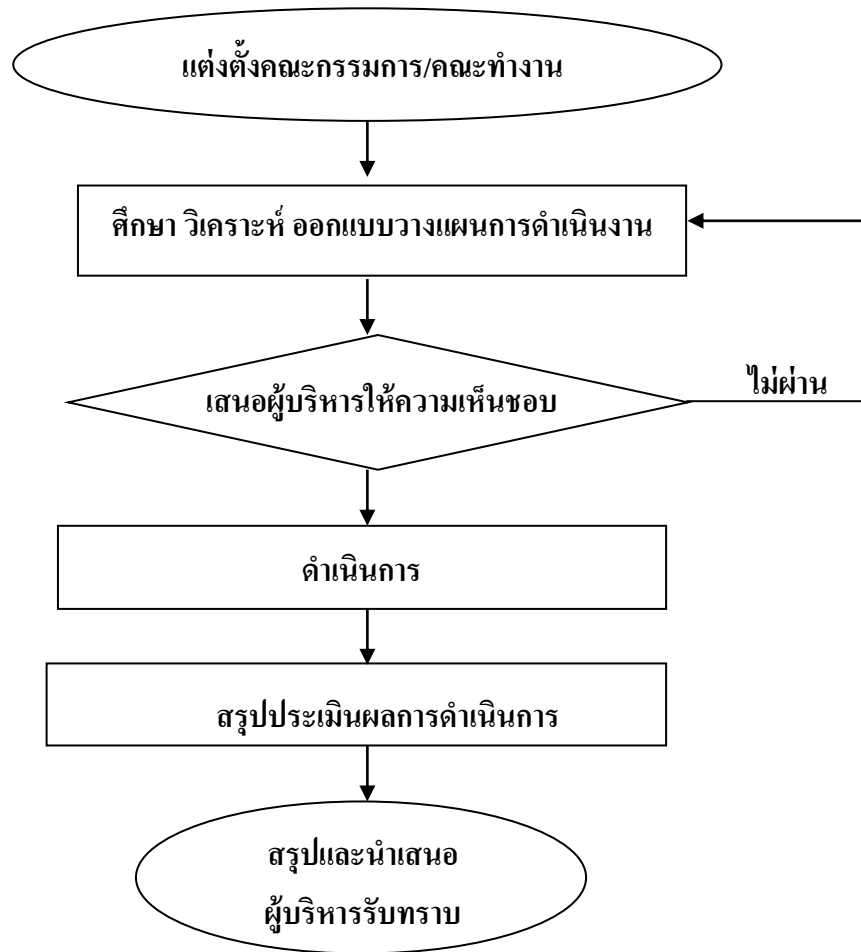 แต่งตั้งคณะกรรมการ/คณะทำงาน
ศึกษา วิเคราะห์ ออกแบบวางแผนการดำเนินงาน
เสนอผู้บริหารให้ความเห็นชอบ
ไม่ผ่าน
ดำเนินการ
สรุปประเมินผลการดำเนินการ
สรุปและนำเสนอ
ผู้บริหารรับทราบ